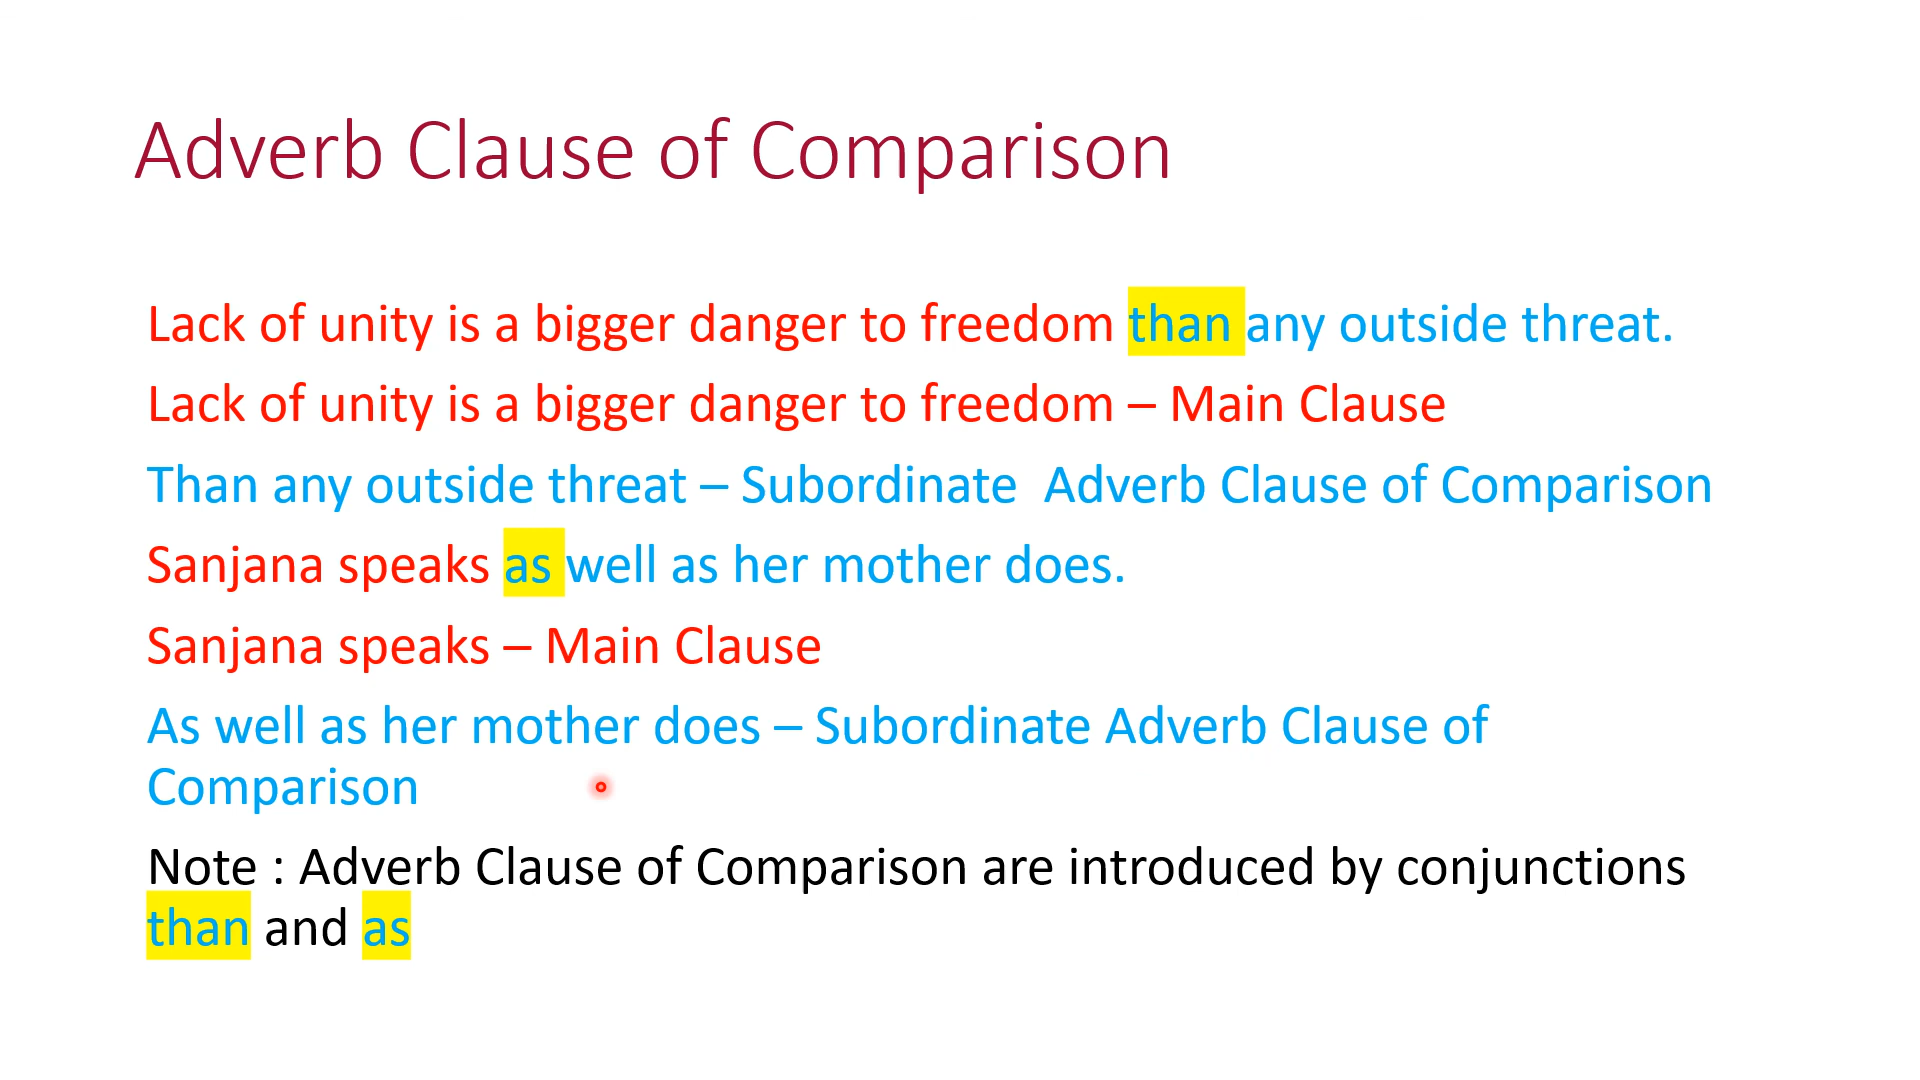 Adverb Clause of Comparison
Lack of unity is a bigger danger to freedom than any outside threat.
Lack of unity is a bigger danger to freedom – Main Clause
Than any outside threat – Subordinate  Adverb Clause of Comparison
Sanjana speaks as well as her mother does.
Sanjana speaks – Main Clause
As well as her mother does – Subordinate Adverb Clause of
Comparison
Note : Adverb Clause of Comparison are introduced by conjunctions
than and as